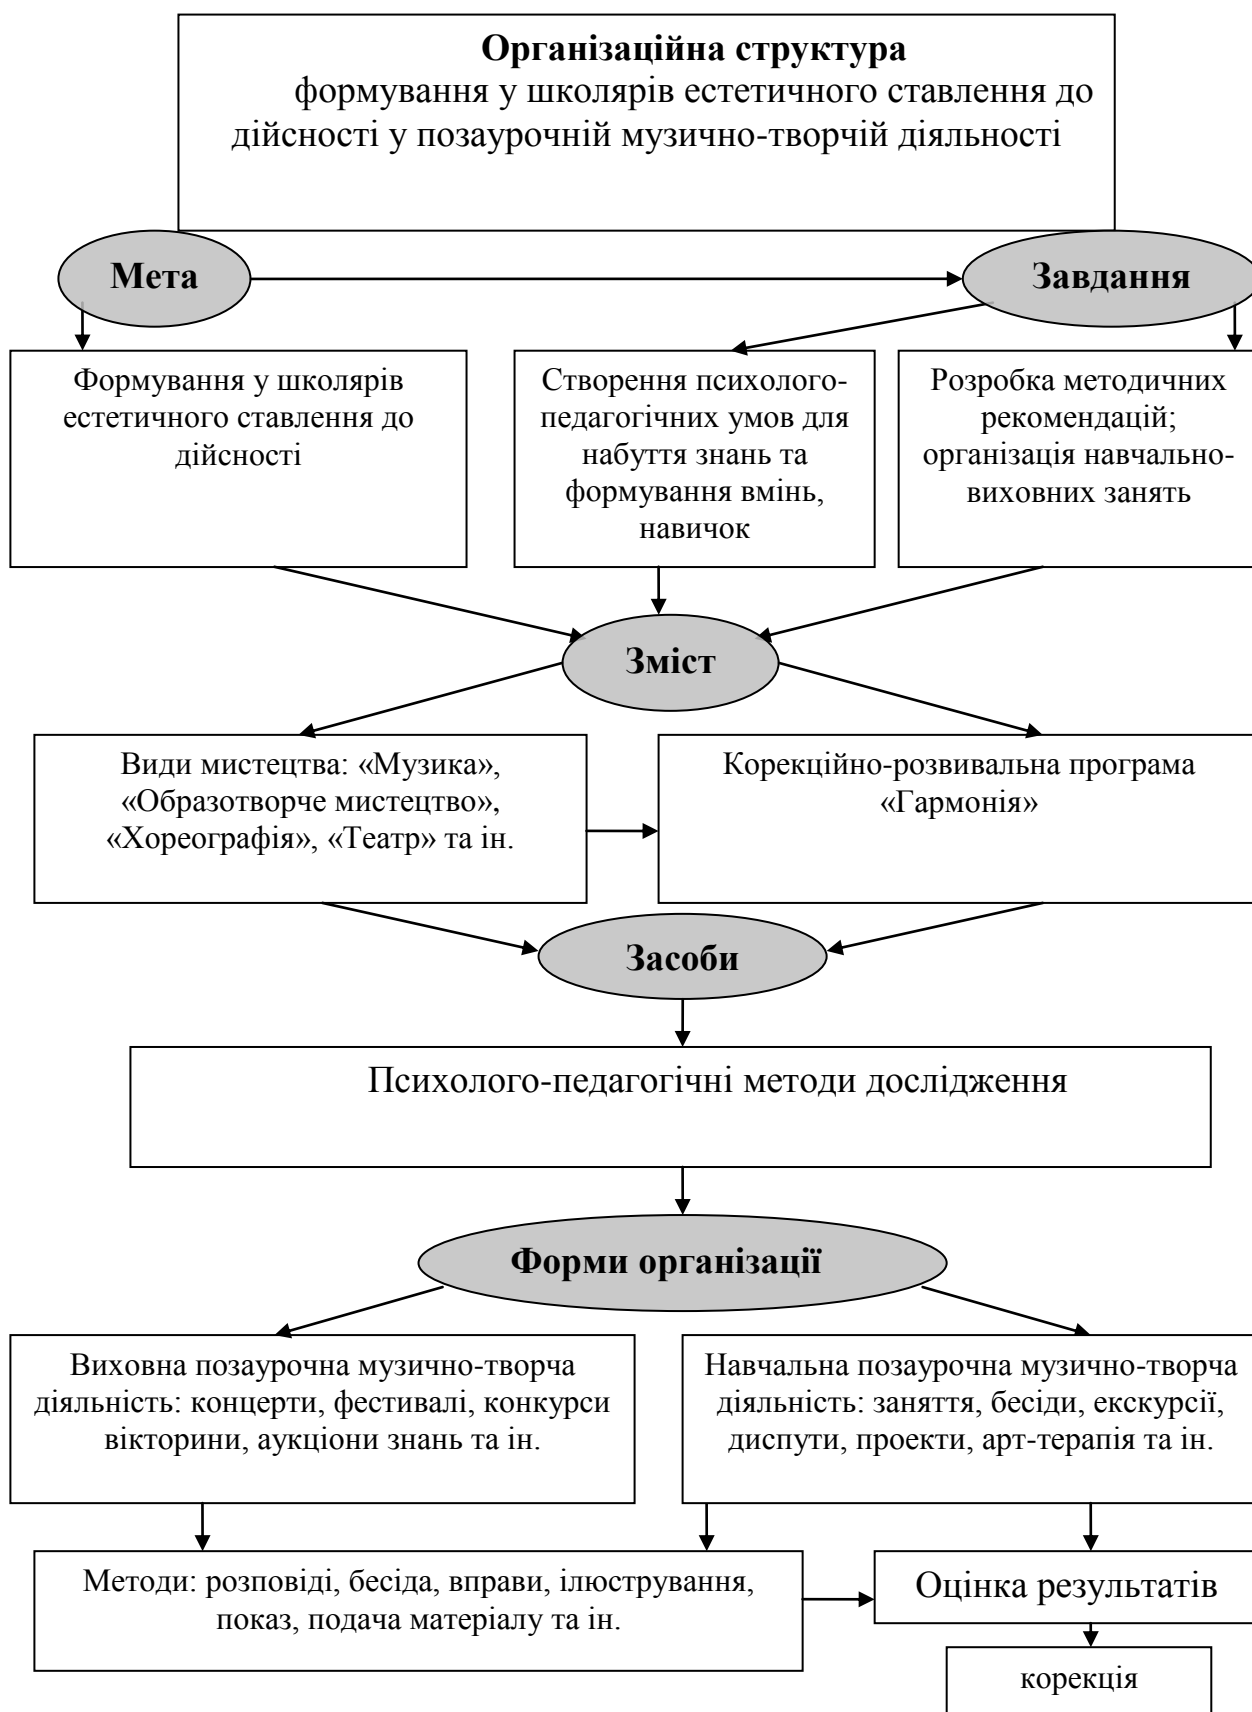 Організаційна структура
формування у школярів естетичного ставлення до
дійсності у позаурочній музично-творчій діяльності
Мета
Завдання
Формування у школярів
естетичного ставлення до
дійсності
Створення психолого-
педагогічних умов для
набуття знань та
формування вмінь,
навичок
Розробка методичних
рекомендацій;
організація навчально-
виховних занять
Зміст
Види мистецтва: «Музика»,
«Образотворче мистецтво»,
«Хореографія», «Театр» та ін.
Корекційно-розвивальна програма
«Гармонія»
Засоби
Психолого-педагогічні методи дослідження
Форми організації
Виховна позаурочна музично-творча
діяльність: концерти, фестивалі, конкурси
вікторини, аукціони знань та ін.
Навчальна позаурочна музично-творча
діяльність: заняття, бесіди, екскурсії,
диспути, проекти, арт-терапія та ін.
Методи: розповіді, бесіда, вправи, ілюстрування,
показ, подача матеріалу та ін.
Оцінка результатів
корекція